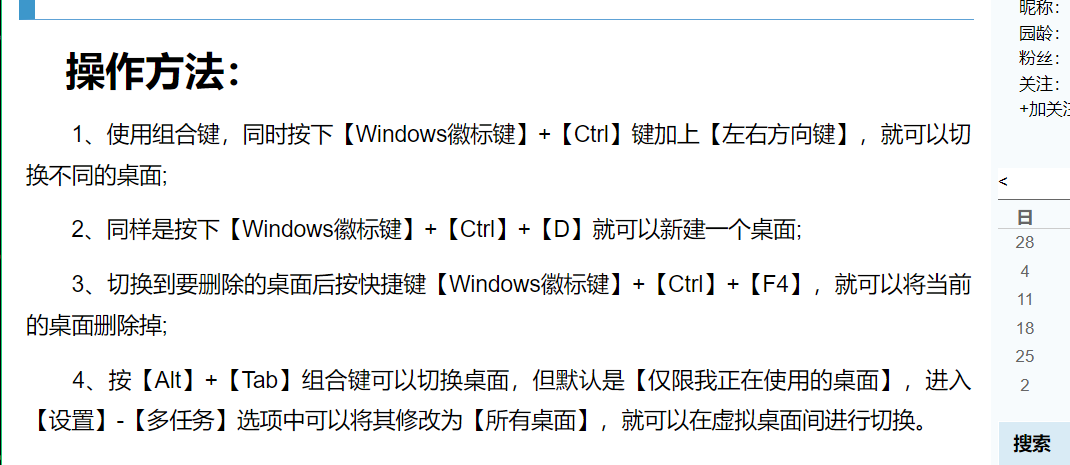 操作方法：
1、使用组合键，同时按下【Windows徽标键】+【Ctrl】键加上【左右方向键】，就可以切
换不同的桌面;
2、同样是按下【Windows徽标键】+【Ctrl】+【D】就可以新建一个桌面;
3、切换到要删除的桌面后按快捷键【Windows徽标键】+【Ctrl】+【F4】，就可以将当前
的桌面删除掉;
4、按【Alt】+【Tab】组合键可以切换桌面，但默认是【仅限我正在使用的桌面】，进入
【设置】-【多任务】选项中可以将其修改为【所有桌面】，就可以在虚拟桌面间进行切换。
昵称：
园龄：
粉丝：
关注：
+加关注
<
日
28
4
11
18
25
2
搜索